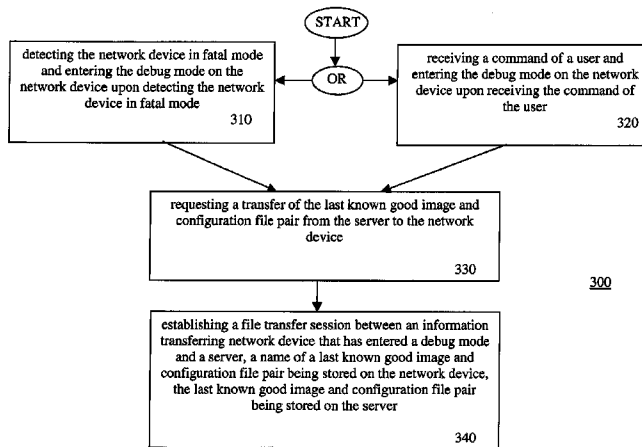 START
OR
detecting the network device in fatal mode
and entering the debug mode on the
network device upon detecting the network
device in fatal mode
310
receiving a command of a user and
entering the debug mode on the network
device upon receiving the command of
the user
320
requesting a transfer of the last known good image and
configuration file pair from the server to the network
device
330
300
establishing a file transfer session between an information
transferring network device that has entered a debug mode
and a server, a name of a last known good image and
configuration file pair being stored on the network device,
the last known good image and configuration file pair
being stored on the server
340